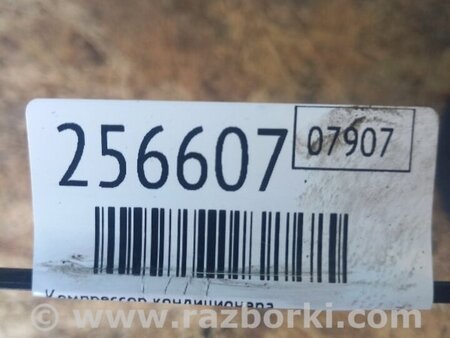 256607 07907
Компрессор кондиционера
www.razborki.com